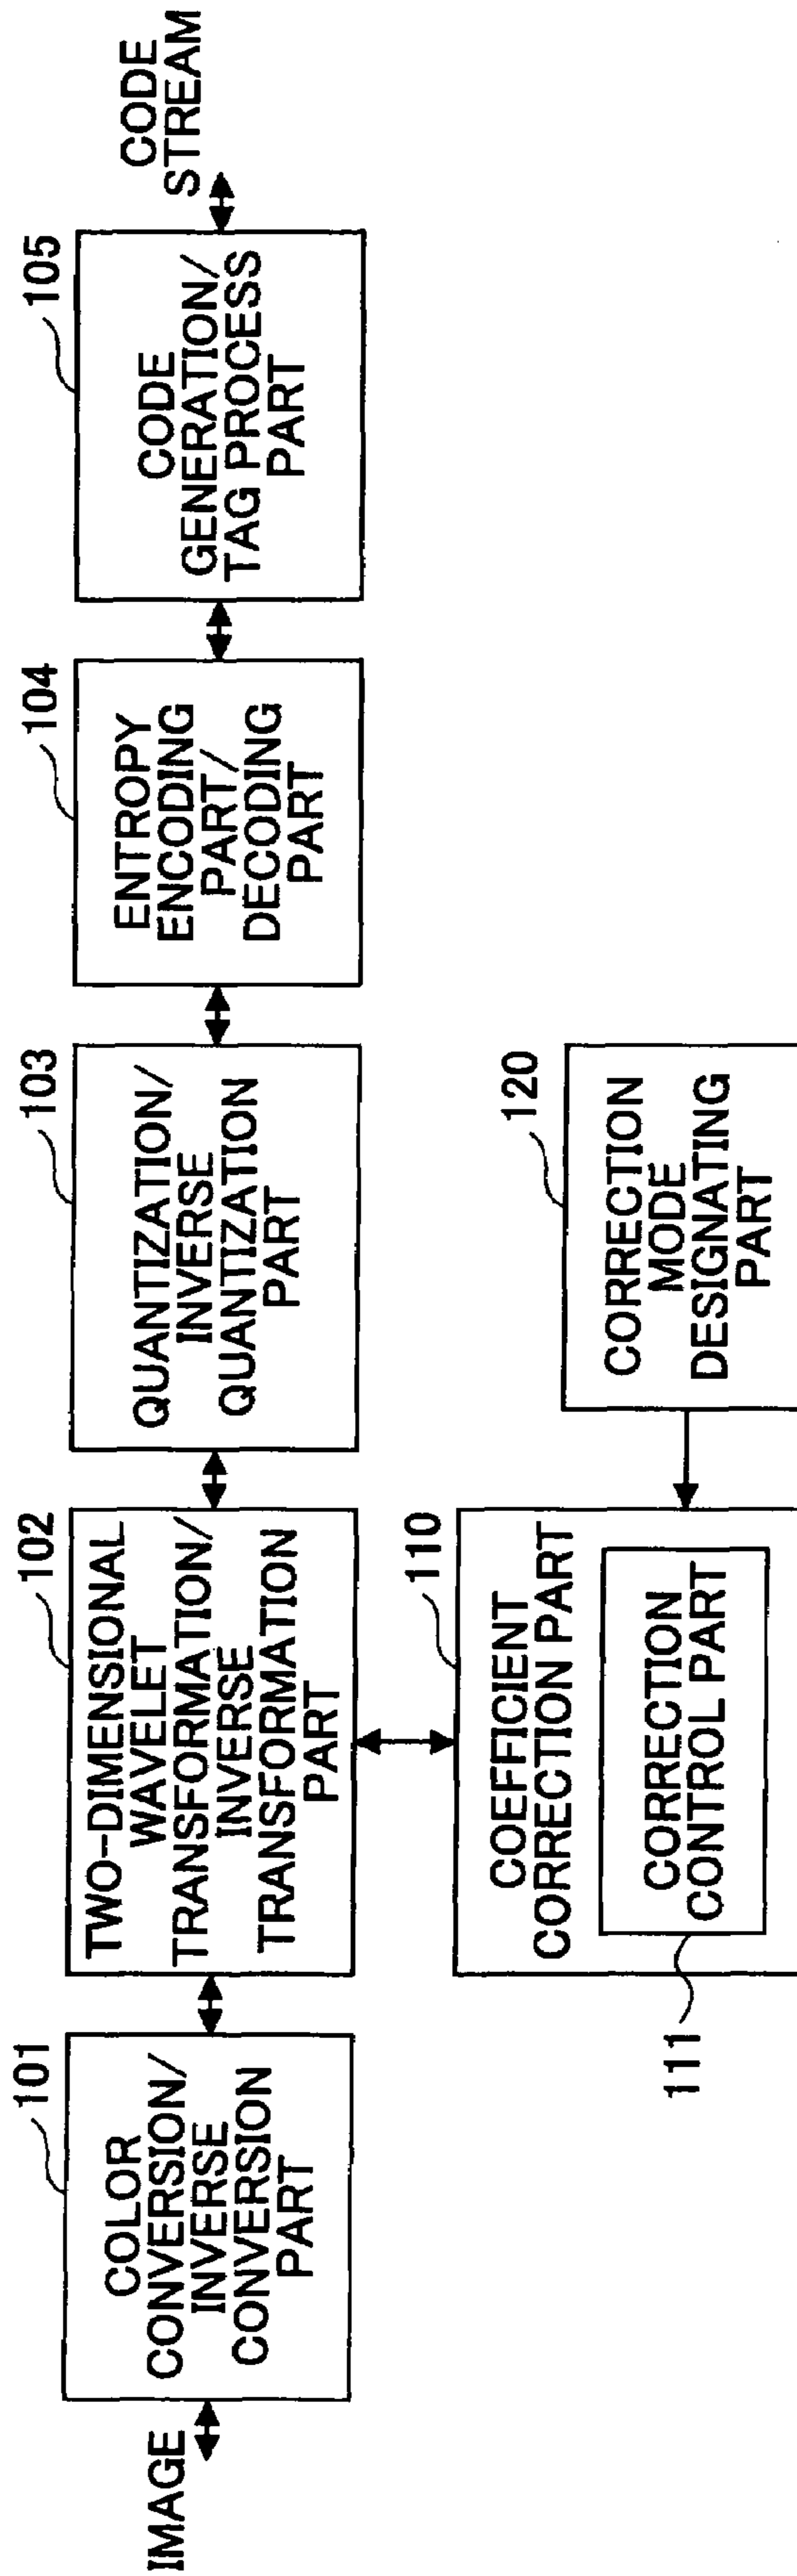 IMAGE
101
COLOR
CONVERSION/
INVERSE
CONVERSION
PART
102
TWO-DIMENSIONAL
WAVELET
TRANSFORMATION/
INVERSE
TRANSFORMATION
PART
103
QUANTIZATION/
INVERSE
QUANTIZATION
PART
104
ENTROPY
ENCODING
PART/
DECODING
PART
105
CODE
GENERATION/
TAG PROCESS
PART
CODE
STREAM
110
COEFFICIENT
CORRECTION PART
CORRECTION
CONTROL PART
111
120
CORRECTION
MODE
DESIGNATING
PART